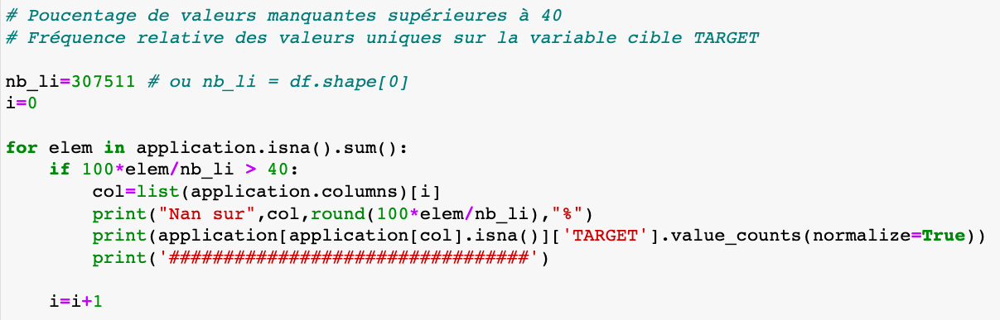 # Poucentage de valeurs manquantes supérieures à 40
# Fréquence relative des valeurs uniques sur la variable cible TARGET
nb_li=307511 # ou nb_li = df.shape[0]
i=0
for elem in application.isna().sum():
    if 100*elem/nb_li > 40:
        col=list(application.columns)[i]
        print("Nan sur",col,round(100*elem/nb_li),"%")
        print(application[application[col].isna()]['TARGET'].value_counts(normalize=True))
        print('#################################')
    i=i+1